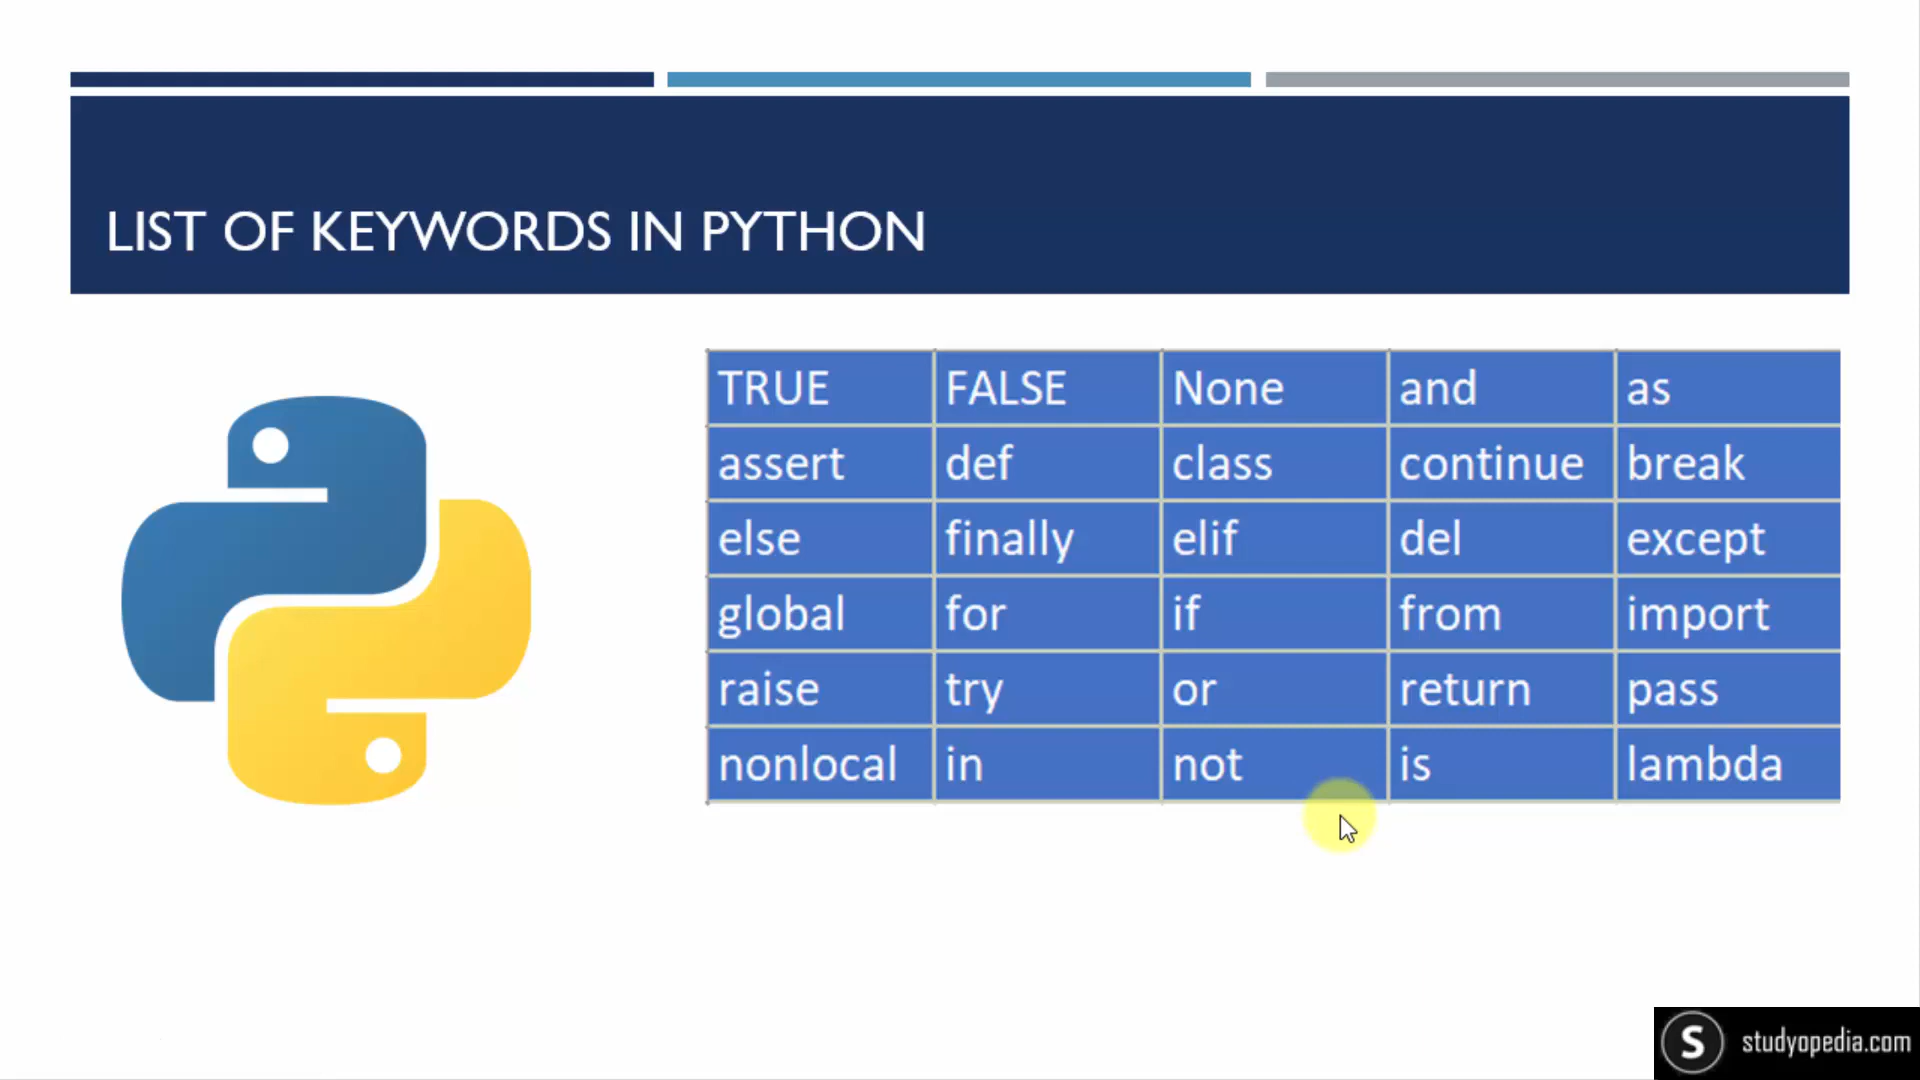 LIST OF KEYWORDS IN PYTHON
TRUE FALSE None and as
assert def class continue break
else finally elif del except
global for if from import
raise try or return pass
nonlocal in not is lambda
S studyopedia.com